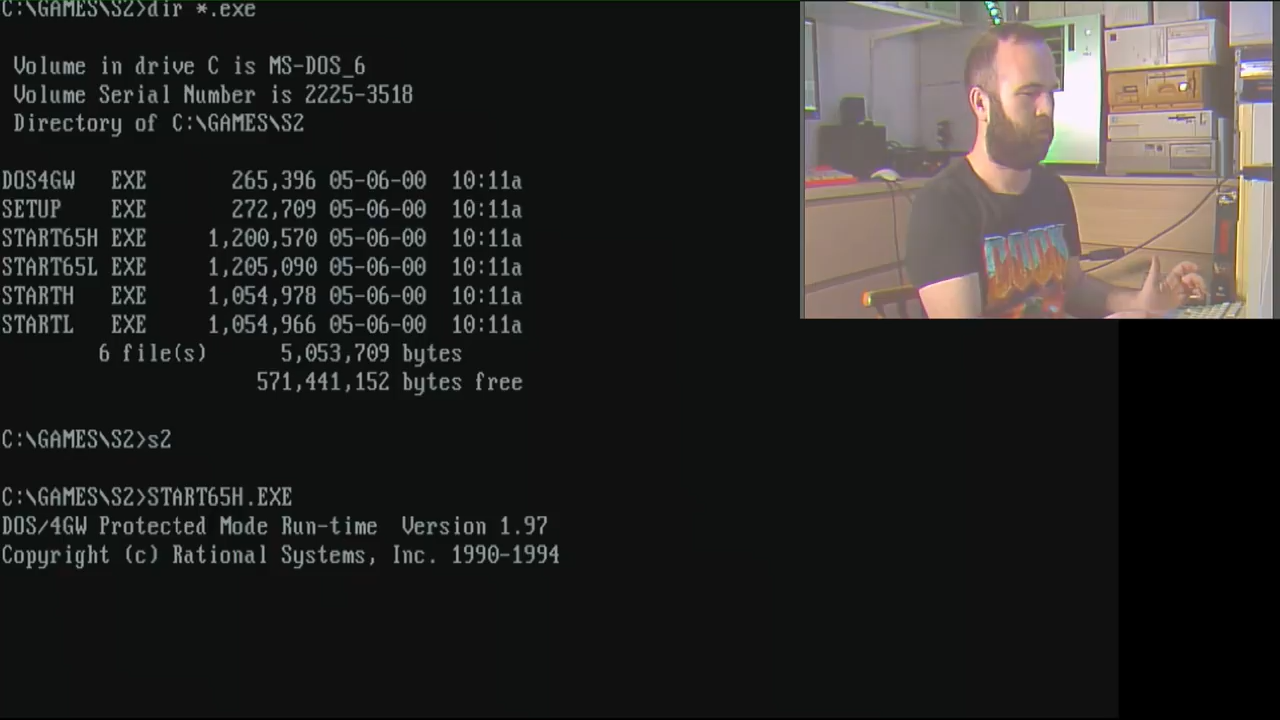 C:\GAMES\S2>dir *.exe
Volume in drive C is MS-DOS_6
Volume Serial Number is 2225-3518
Directory of C:\GAMES\S2
DOS4GW EXE 265,396 05-06-00 10:11a
SETUP EXE 272,709 05-06-00 10:11a
START65H EXE 1,200,570 05-06-00 10:11a
START65L EXE 1,205,090 05-06-00 10:11a
STARTH EXE 1,054,978 05-06-00 10:11a
STARTL EXE 1,054,966 05-06-00 10:11a
6 file(s) 5,053,709 bytes
571,441,152 bytes free
C:\GAMES\S2>s2
C:\GAMES\S2>START65H.EXE
DOS/4GW Protected Mode Run-time Version 1.97
Copyright (c) Rational Systems, Inc. 1990-1994